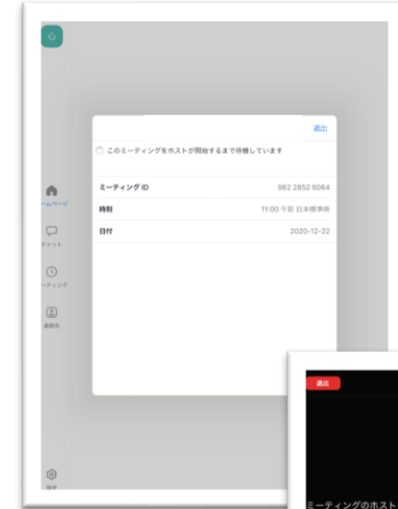 心
退出
このミーティングをホストが開始するまで待機しています
ミーティング ID 982 2852 6064
時刻 11:00 午前 日本標準時
日付 2020-12-22
ームページ
チャット
ーティング
連絡先
設定
退出
ミーティングのホスト